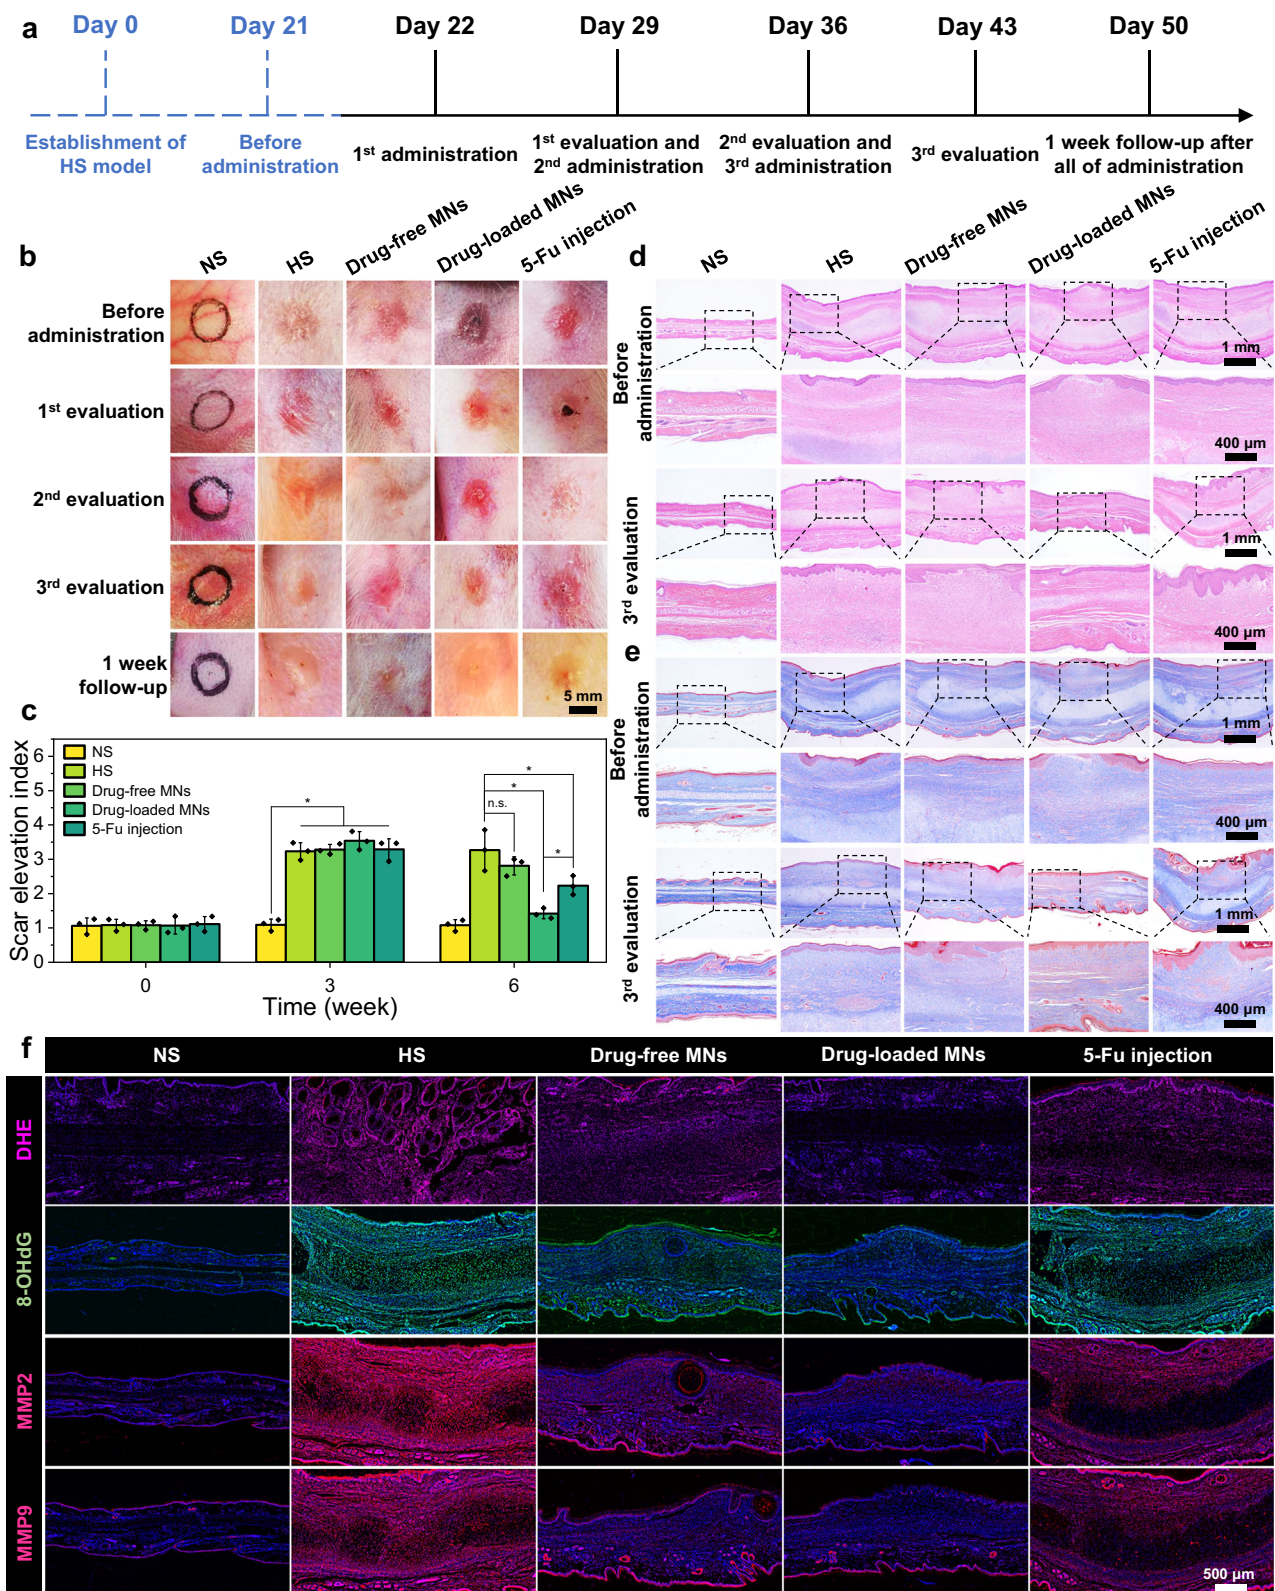 a
Day 0
Day 21
Day 22
Day 29
Day 36
Day 43
Day 50
Establishment of
HS model
Before
administration
1st administration
1st evaluation and
2nd administration
2nd evaluation and
3rd administration
3rd evaluation
1 week follow-up after
all of administration
b
NS
HS
Drug-free MNs
Drug-loaded MNs
5-Fu injection
Before
administration
1st evaluation
2nd evaluation
3rd evaluation
1 week
follow-up
5 mm
c
Scar elevation index
6
5
4
3
2
1
0
NS
HS
Drug-free MNs
Drug-loaded MNs
5-Fu injection
*
*
*
n.s.
*
0
3
6
Time (week)
d
NS
HS
Drug-free MNs
Drug-loaded MNs
5-Fu injection
Before
administration
1 mm
400 μm
3rd evaluation
1 mm
400 μm
e
Before
administration
1 mm
400 μm
3rd evaluation
1 mm
400 μm
f
NS
HS
Drug-free MNs
Drug-loaded MNs
5-Fu injection
DHE
8-OHdG
MMP2
MMP9
500 μm